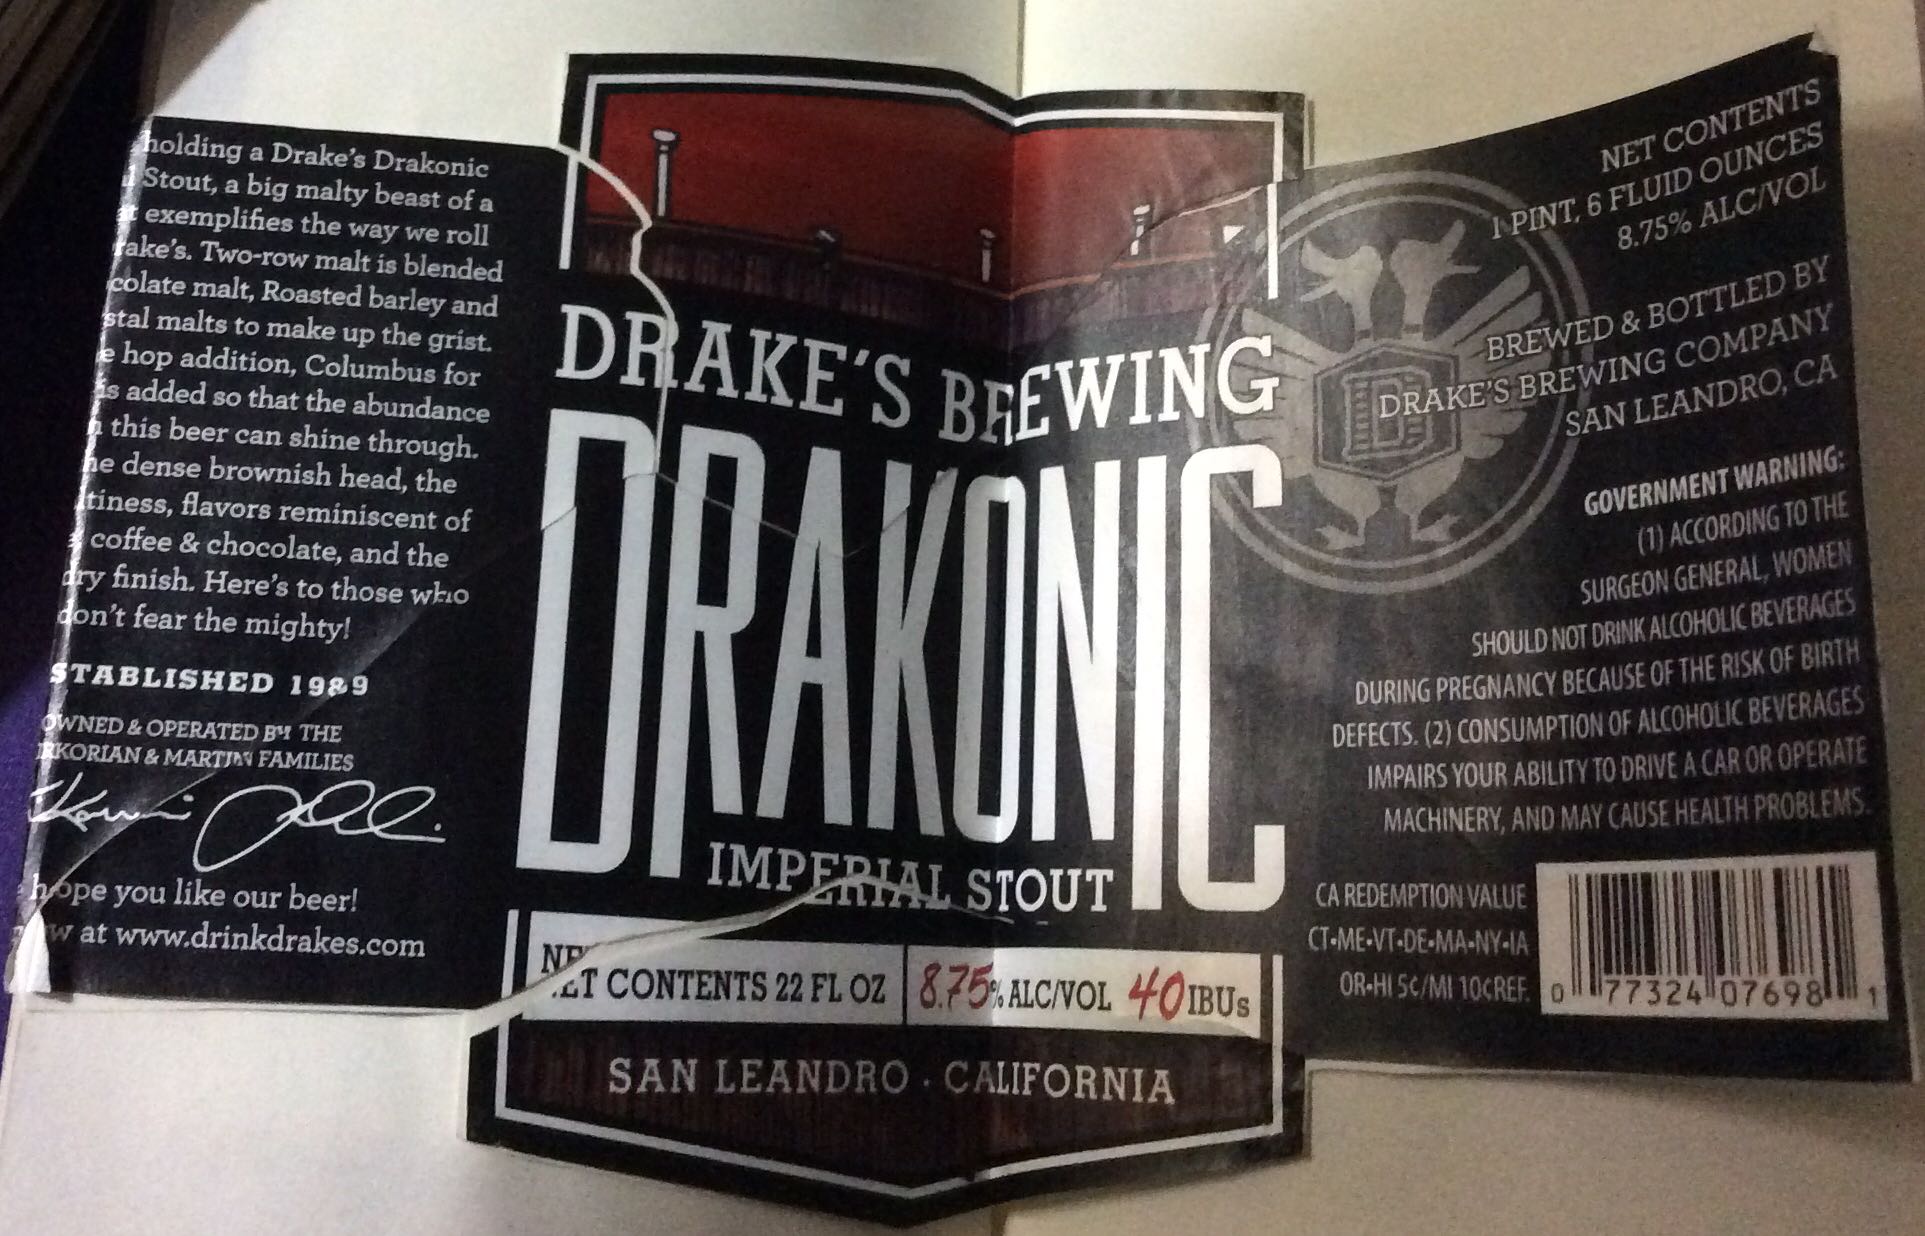 holding a Drake's Drakonic
Stout, a big malty beast of a
exemplifies the way we roll
rake's. Two-row malt is blended
colate malt, Roasted barley and
stal malts to make up the grist.
e hop addition, Columbus for
is added so that the abundance
this beer can shine through.
he dense brownish head, the
ltiness, flavors reminiscent of
coffee & chocolate, and the
dry finish. Here's to those who
don't fear the mighty!
STABLISHED 1989
OWNED & OPERATED BY THE
RKORIAN & MARTIN FAMILIES
hope you like our beer!
w at www.drinkdrakes.com
DRAKE'S BREWING
DRAKONIC
IMPERIAL STOUT
NET CONTENTS 22 FL OZ
8.75% ALC/VOL 40 IBUs
SAN LEANDRO · CALIFORNIA
NET CONTENTS
1 PINT, 6 FLUID OUNCES
8.75% ALC/VOL
BREWED & BOTTLED BY
DRAKE'S BREWING COMPANY
SAN LEANDRO, CA
DB
GOVERNMENT WARNING:
(1) ACCORDING TO THE
SURGEON GENERAL, WOMEN
SHOULD NOT DRINK ALCOHOLIC BEVERAGES
DURING PREGNANCY BECAUSE OF THE RISK OF BIRTH
DEFECTS. (2) CONSUMPTION OF ALCOHOLIC BEVERAGES
IMPAIRS YOUR ABILITY TO DRIVE A CAR OR OPERATE
MACHINERY, AND MAY CAUSE HEALTH PROBLEMS.
CA REDEMPTION VALUE
CT•ME•VT•DE•MA•NY•IA
OR•HI 5¢/MI 10¢REF.
0 77324 07698 1